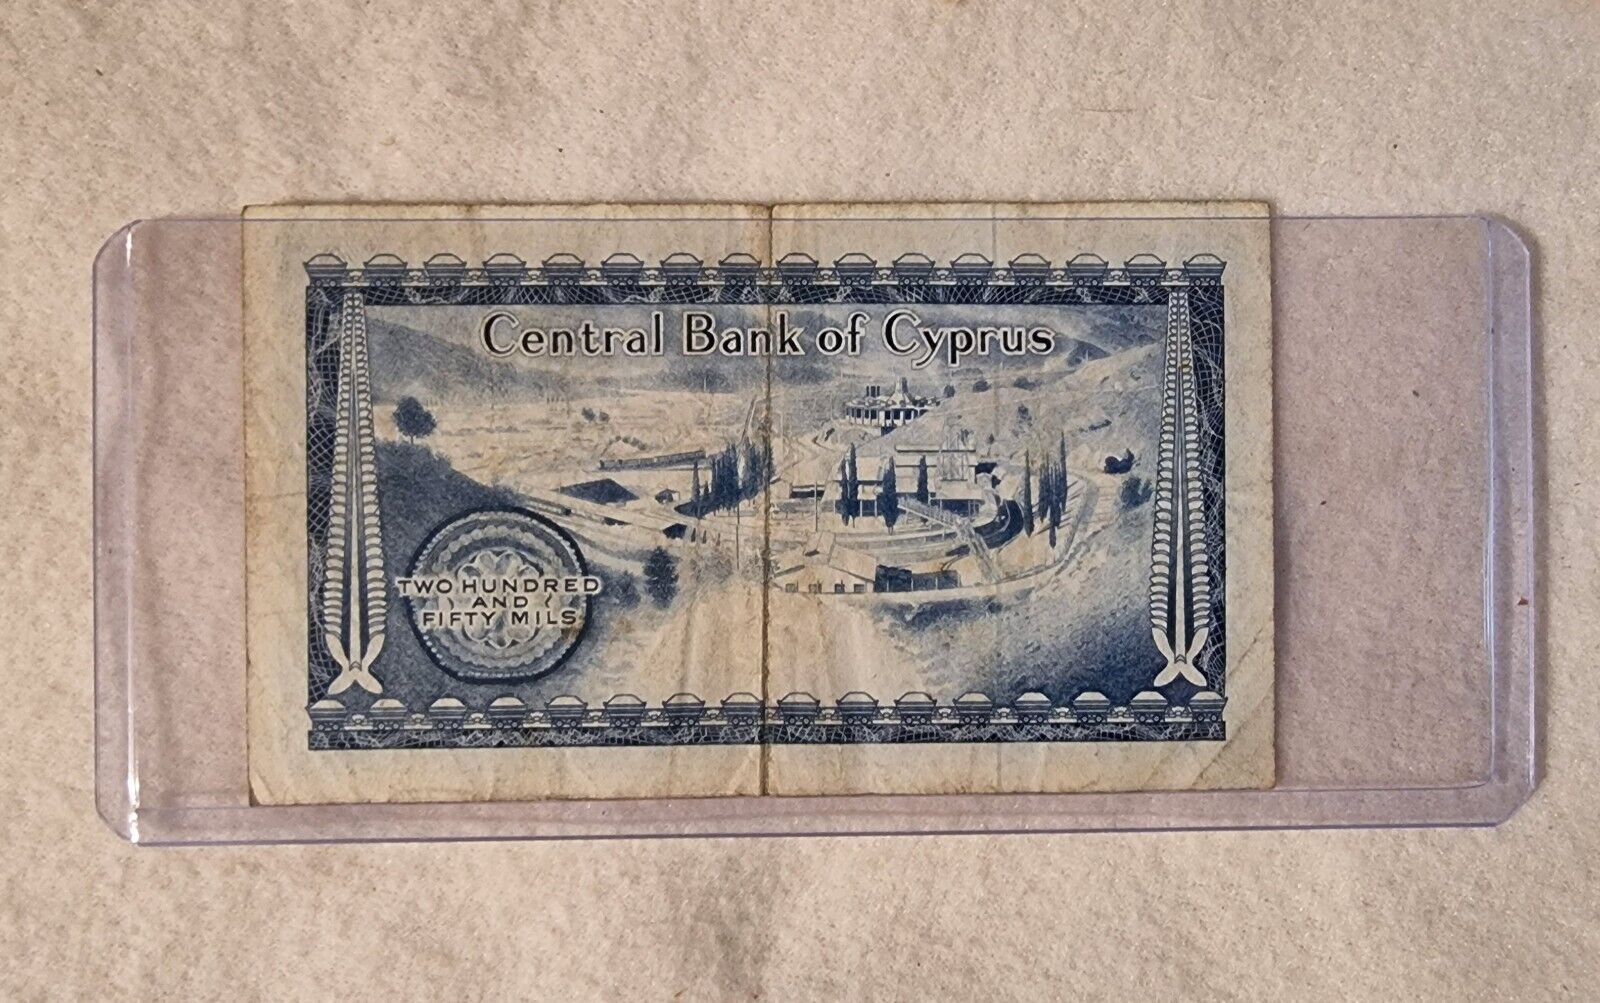 Central Bank of Cyprus
TWO HUNDRED
AND
FIFTY MILS